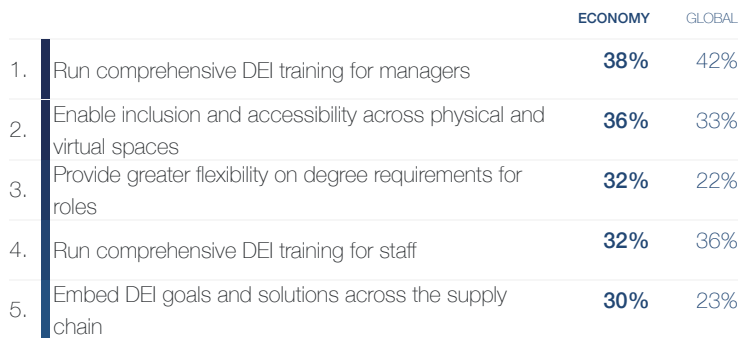 ECONOMY GLOBAL
1. Run comprehensive DEI training for managers 38% 42%
2. Enable inclusion and accessibility across physical and
virtual spaces 36% 33%
3. Provide greater flexibility on degree requirements for
roles 32% 22%
4. Run comprehensive DEI training for staff 32% 36%
5. Embed DEI goals and solutions across the supply
chain 30% 23%